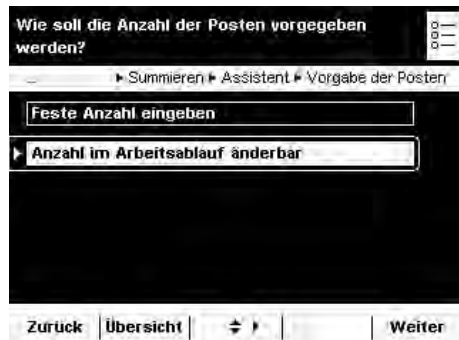 Wie soll die Anzahl der Posten vorgegeben
werden?
... ▸ Summieren ▸ Assistent ▸ Vorgabe der Posten
Feste Anzahl eingeben
Anzahl im Arbeitsablauf änderbar
Zurück Übersicht Weiter